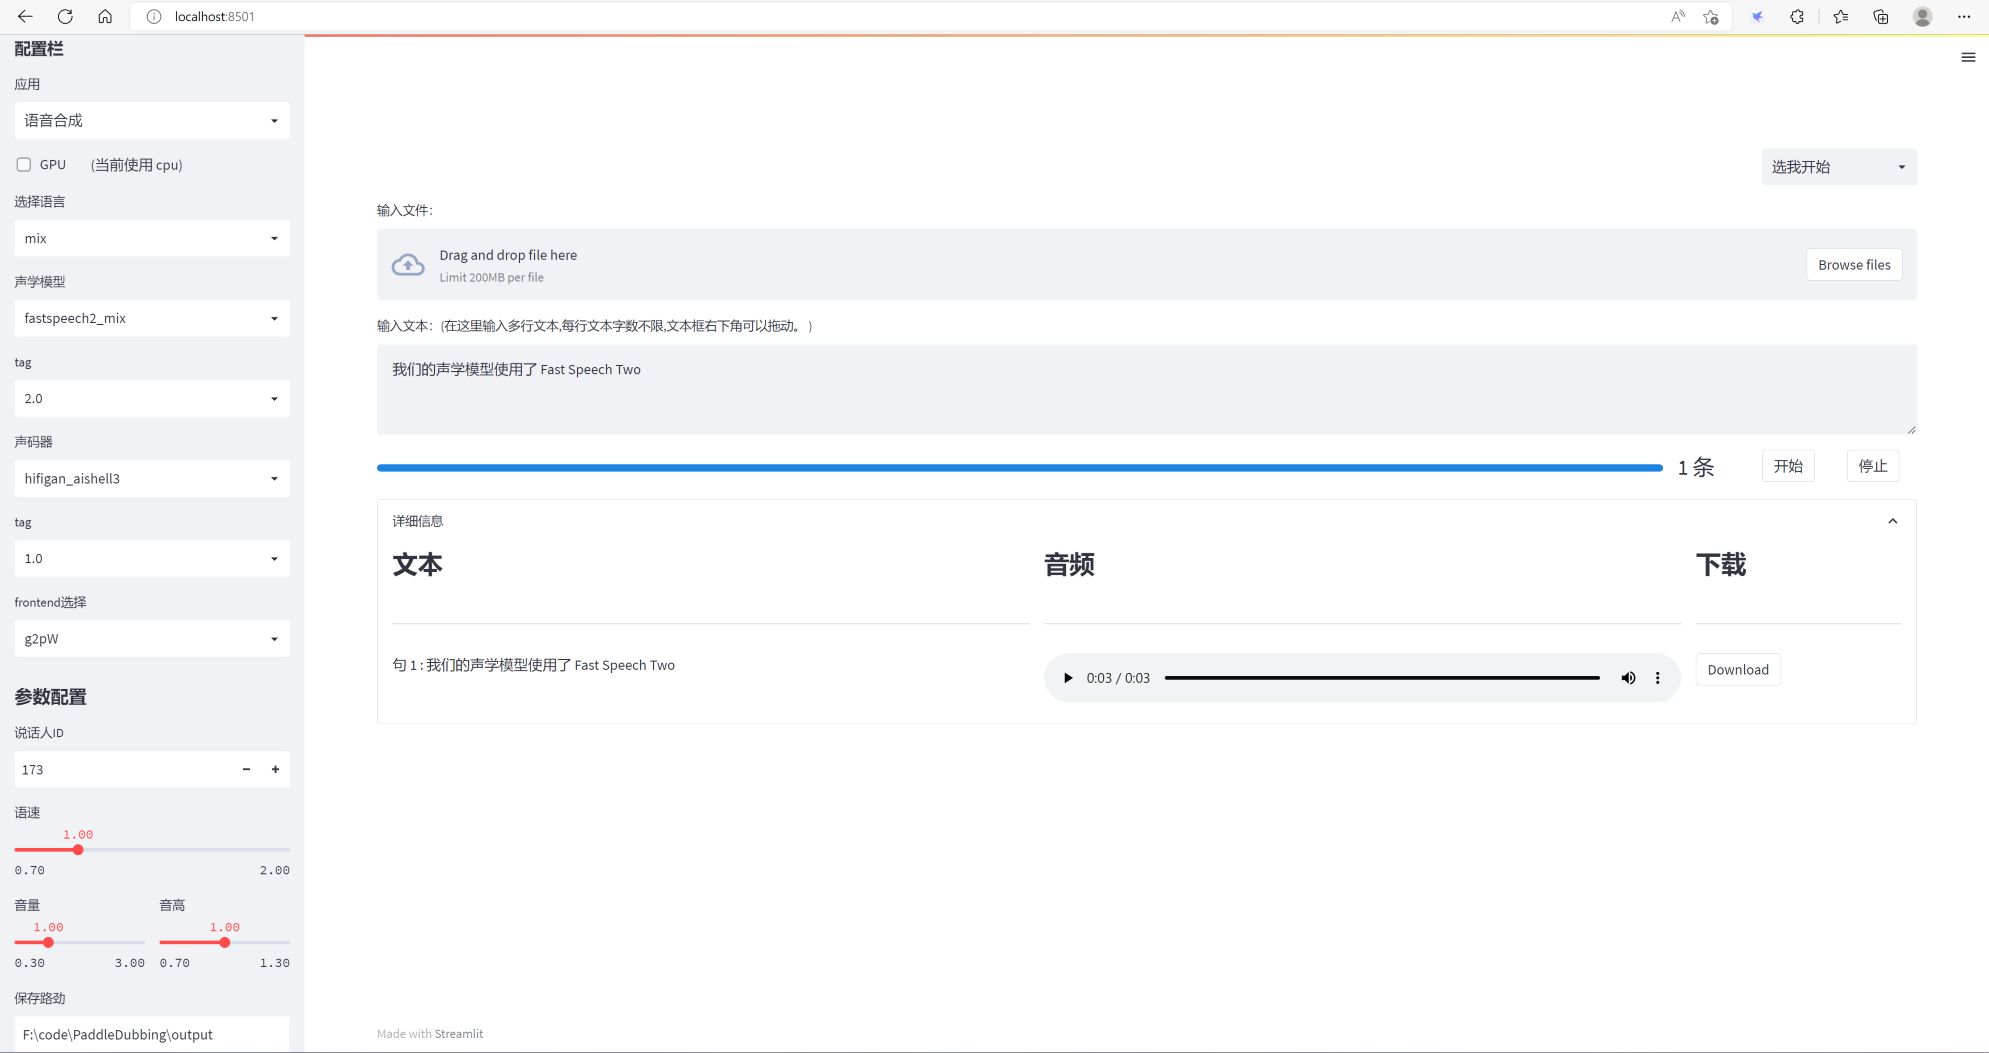 localhost:8501
配置栏
应用
语音合成
GPU (当前使用 cpu)
选择语言
mix
声学模型
fastspeech2_mix
tag
2.0
声码器
hifigan_aishell3
tag
1.0
frontend选择
g2pW
参数配置
说话人ID
173
语速
1.00
0.70 2.00
音量 音高
1.00 1.00
0.30 3.00 0.70 1.30
保存路劲
F:\code\PaddleDubbing\output
选我开始
输入文件:
Drag and drop file here
Limit 200MB per file
Browse files
输入文本:(在这里输入多行文本,每行文本字数不限,文本框右下角可以拖动。)
我们的声学模型使用了 Fast Speech Two
1 条 开始 停止
详细信息
文本 音频 下载
句 1 : 我们的声学模型使用了 Fast Speech Two 0:03 / 0:03 Download
Made with Streamlit